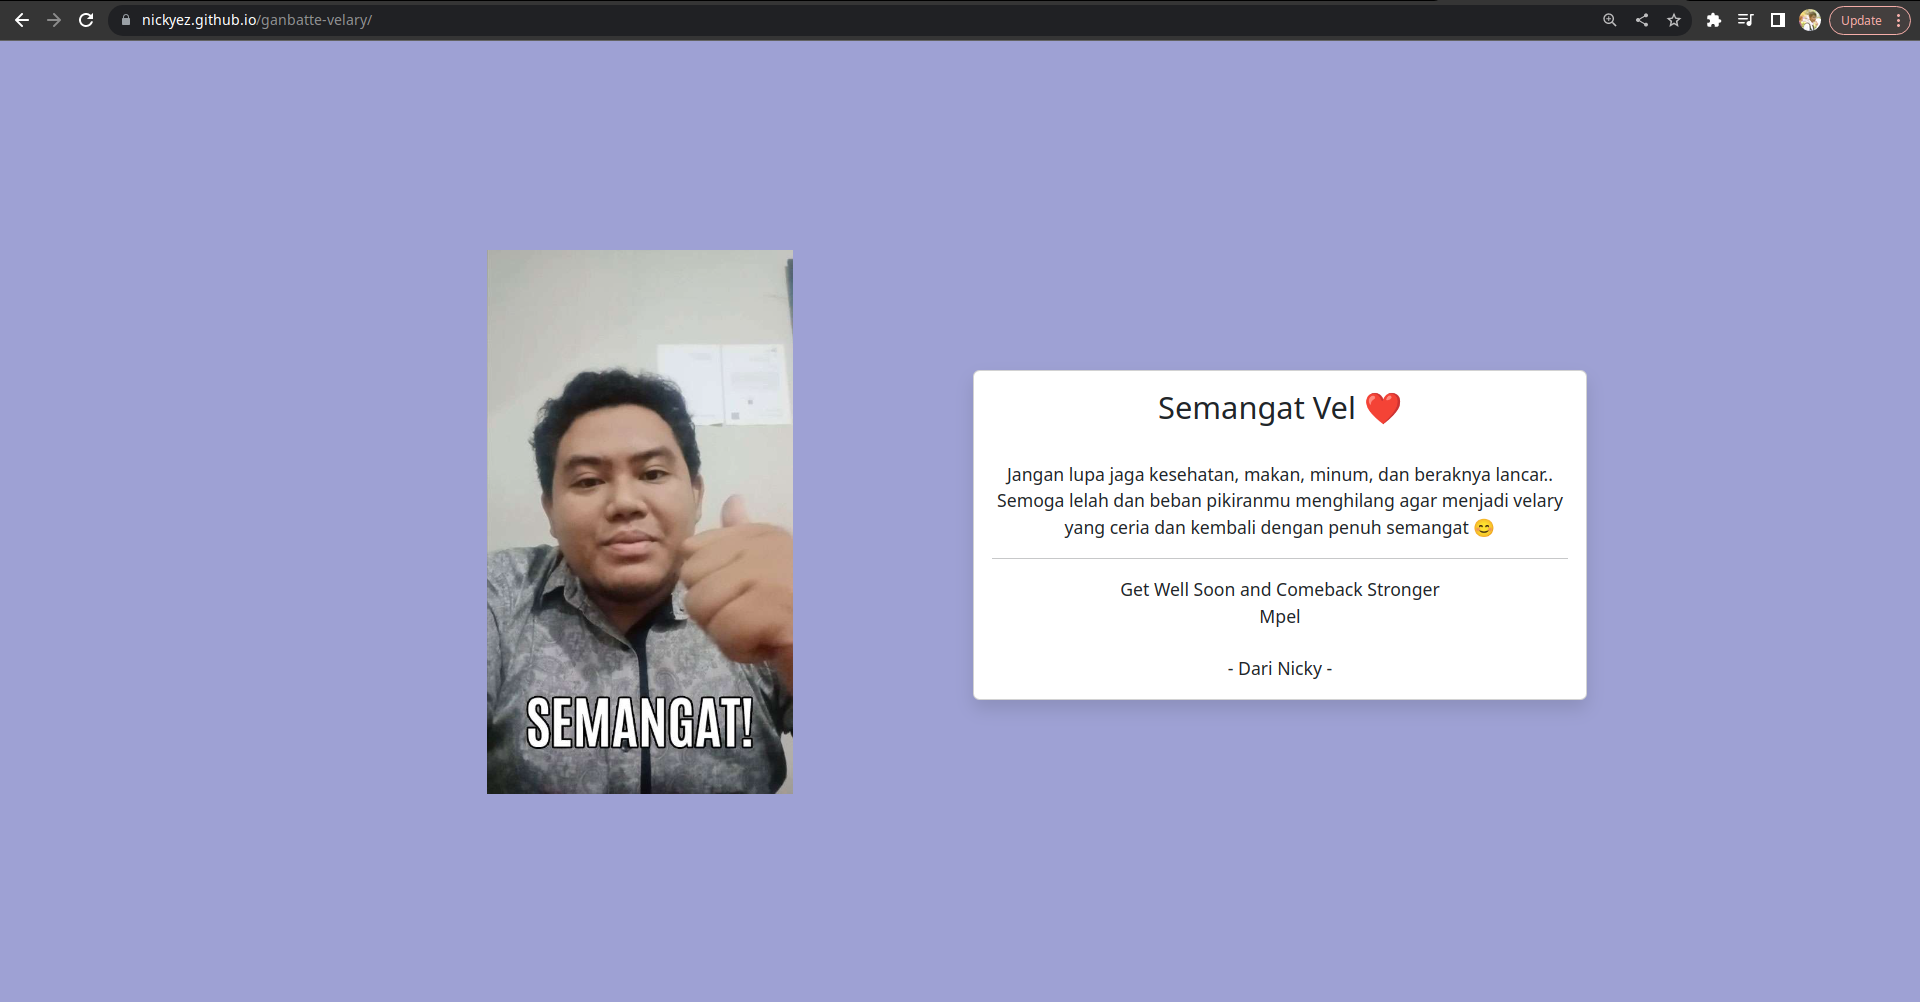 nickyez.github.io/ganbatte-velary/
Update
SEMANGAT!
Semangat Vel ❤️
Jangan lupa jaga kesehatan, makan, minum, dan beraknya lancar..
Semoga lelah dan beban pikiranmu menghilang agar menjadi velary
yang ceria dan kembali dengan penuh semangat 😊
Get Well Soon and Comeback Stronger
Mpel
- Dari Nicky -